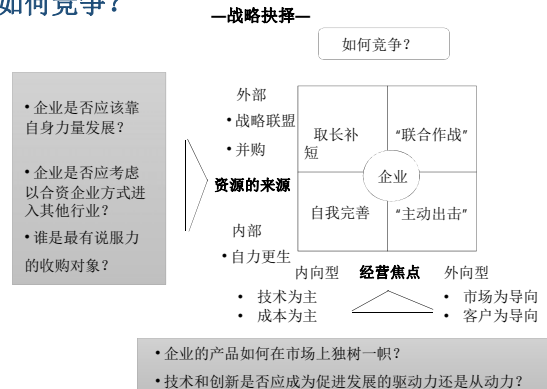 如何竞争？
—战略抉择—
如何竞争？
• 企业是否应该靠
自身力量发展？
• 企业是否应考虑
以合资企业方式进
入其他行业？
• 谁是最有说服力
的收购对象？
外部
• 战略联盟
• 并购
资源的来源
内部
• 自力更生
取长补
短
“联合作战”
企业
自我完善
“主动出击”
内向型
经营焦点
外向型
• 技术为主
• 成本为主
• 市场为导向
• 客户为导向
• 企业的产品如何在市场上独树一帜？
• 技术和创新是否应成为促进发展的驱动力还是从动力？